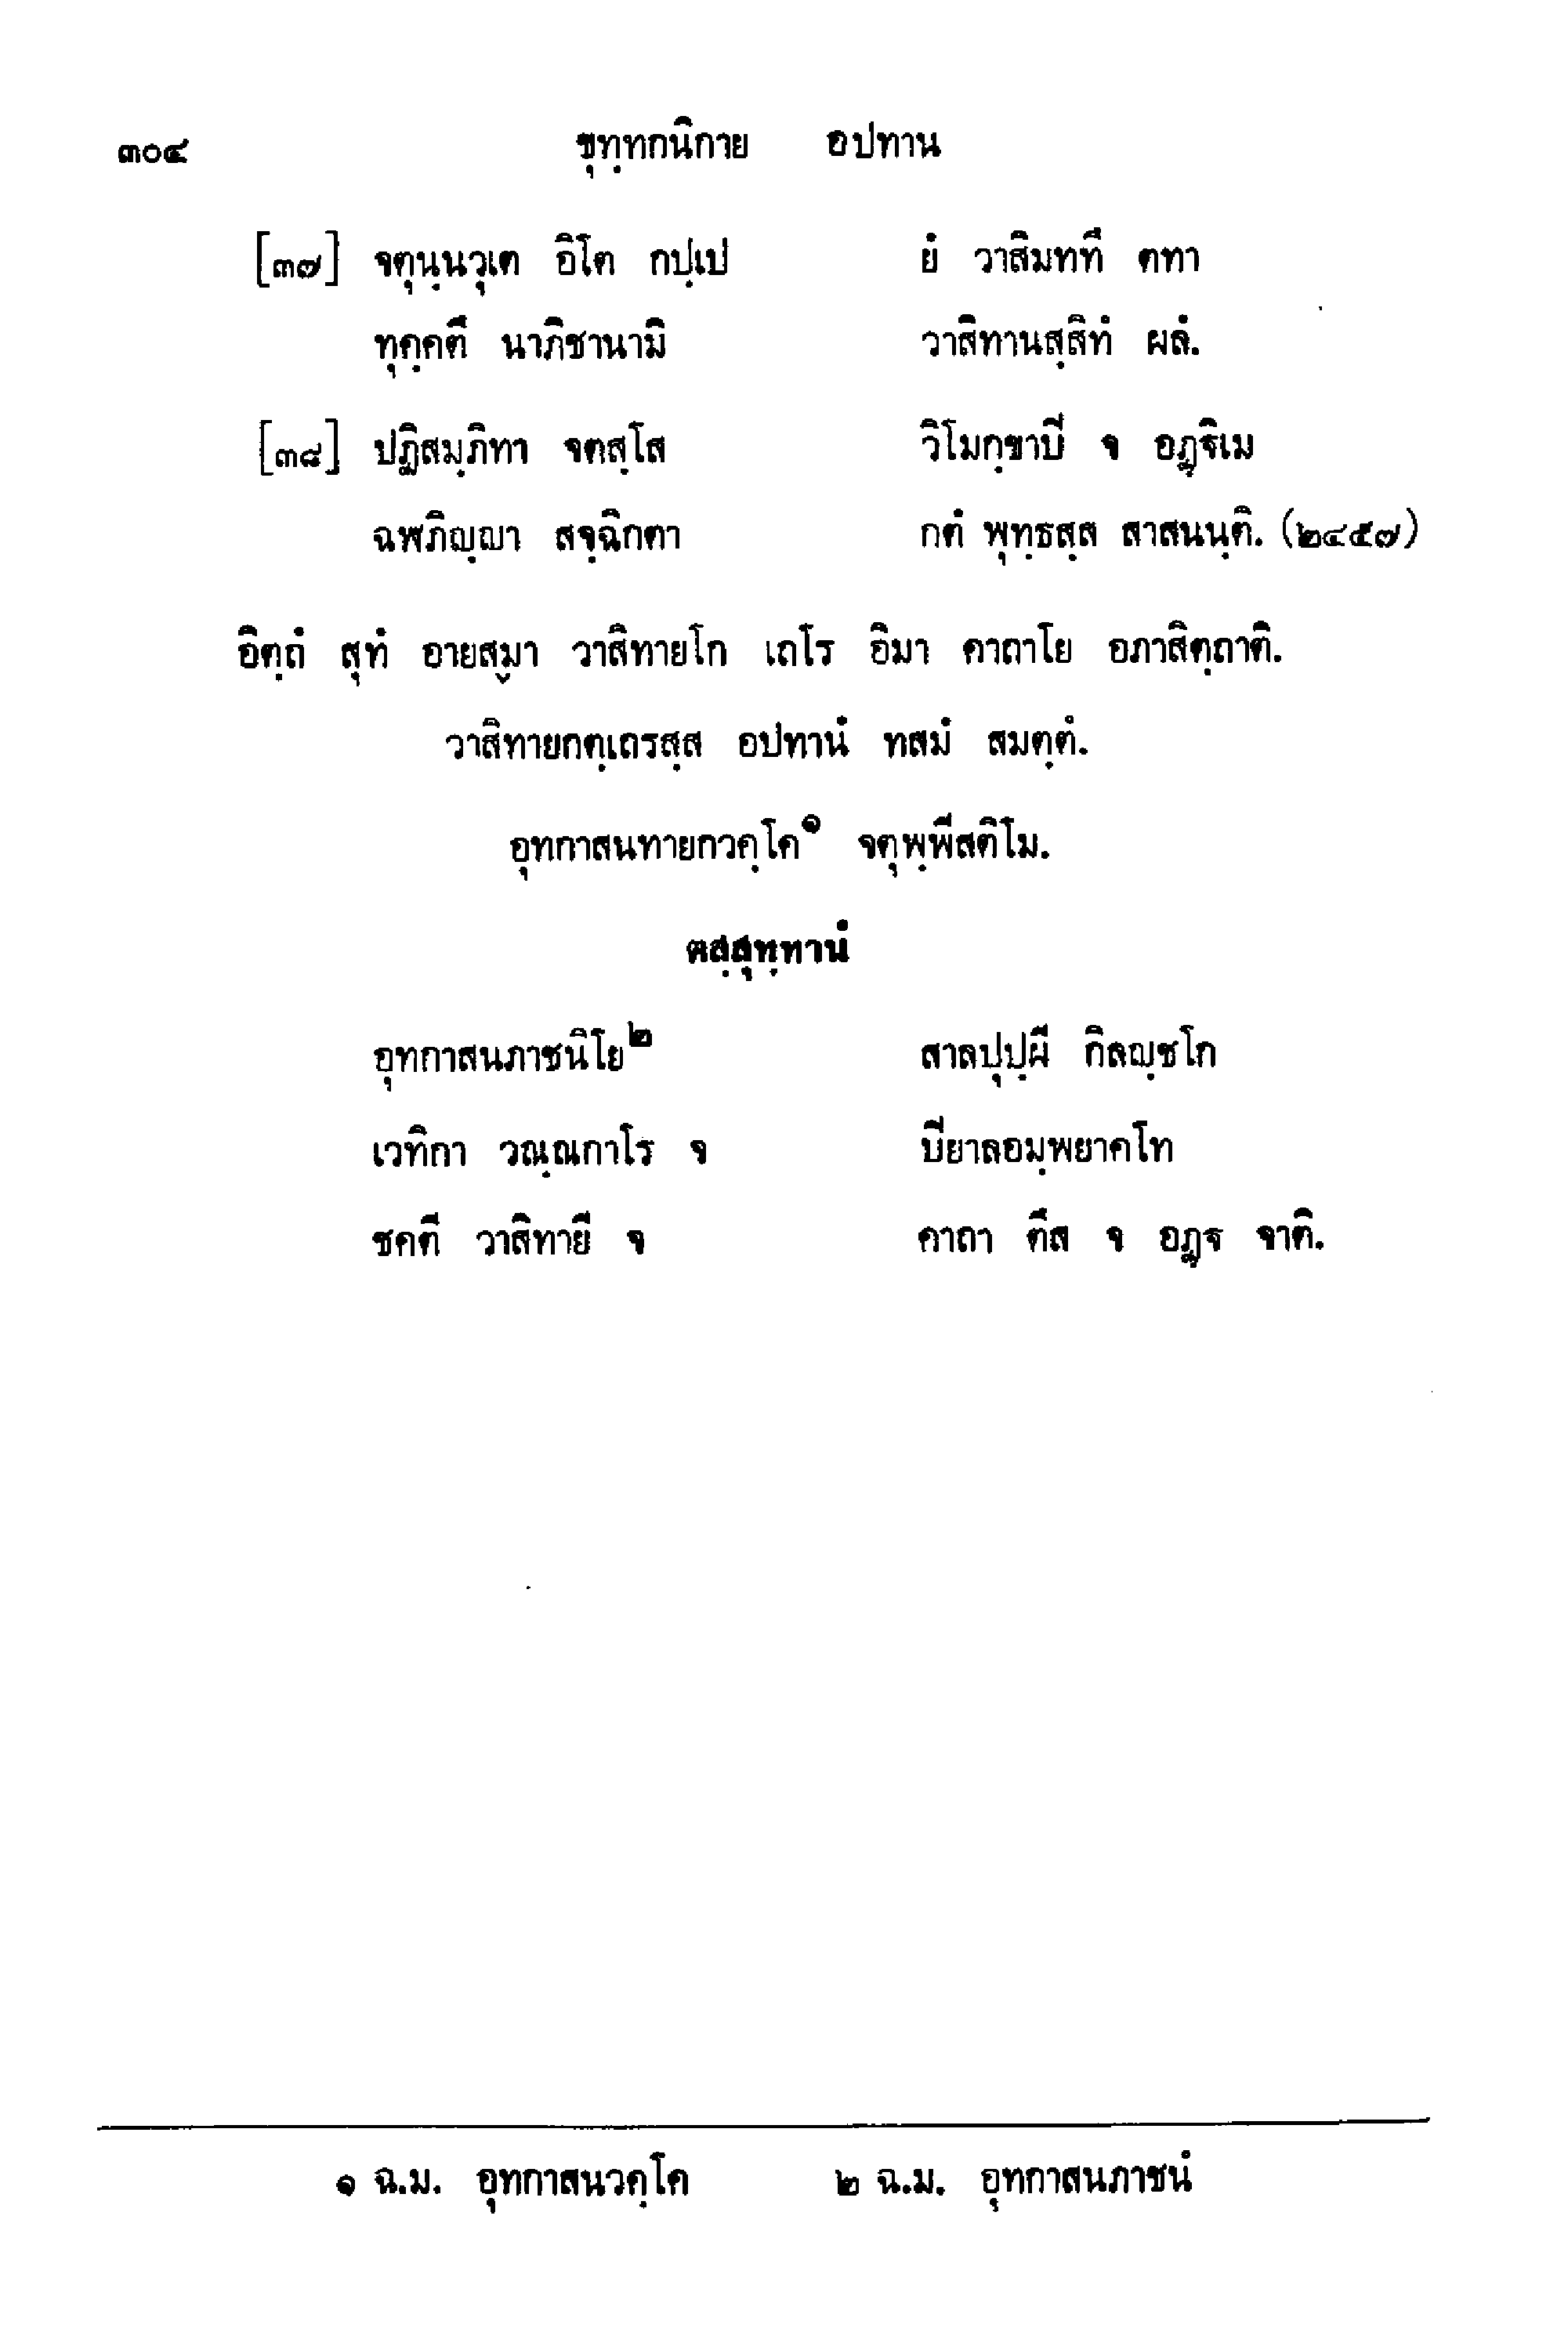 ๓๐๔ ขุทฺทกนิกาย อปทาน
[๓๗] จตุนฺนวุเต อิโต กปฺเป ยํ วาสิมททึ ตทา
ทุคฺคตึ นาภิชานามิ วาสิทานสฺสิทํ ผลํ.
[๓๘] ปฏิสมฺภิทา จตสฺโส วิโมกฺขาปี จ อฏฺฐิเม
ฉฬภิญฺญา สจฺฉิกตา กตํ พุทฺธสฺส สาสนนฺติ. (๒๔๕๗)
อิตฺถํ สุทํ อายสฺมา วาสิทายโก เถโร อิมา คาถาโย อภาสิตฺถาติ.
วาสิทายกตฺเถรสฺส อปทานํ ทสมํ สมตฺตํ.
อุทกาสนทายกวคฺโค๑ จตุพฺพีสติโม.
ตสฺสุทฺทานํ
อุทกาสนภาชนิโย๒ สาลปุปฺผี กิลญฺชโก
เวทิกา วณฺณกาโร จ ปียาลอมฺพยาคโท
ชคตี วาสิทายี จ คาถา ตึส จ อฏฺฐ จาติ.
๑ ฉ.ม. อุทกาสนวคฺโค ๒ ฉ.ม. อุทกาสนภาชนํ